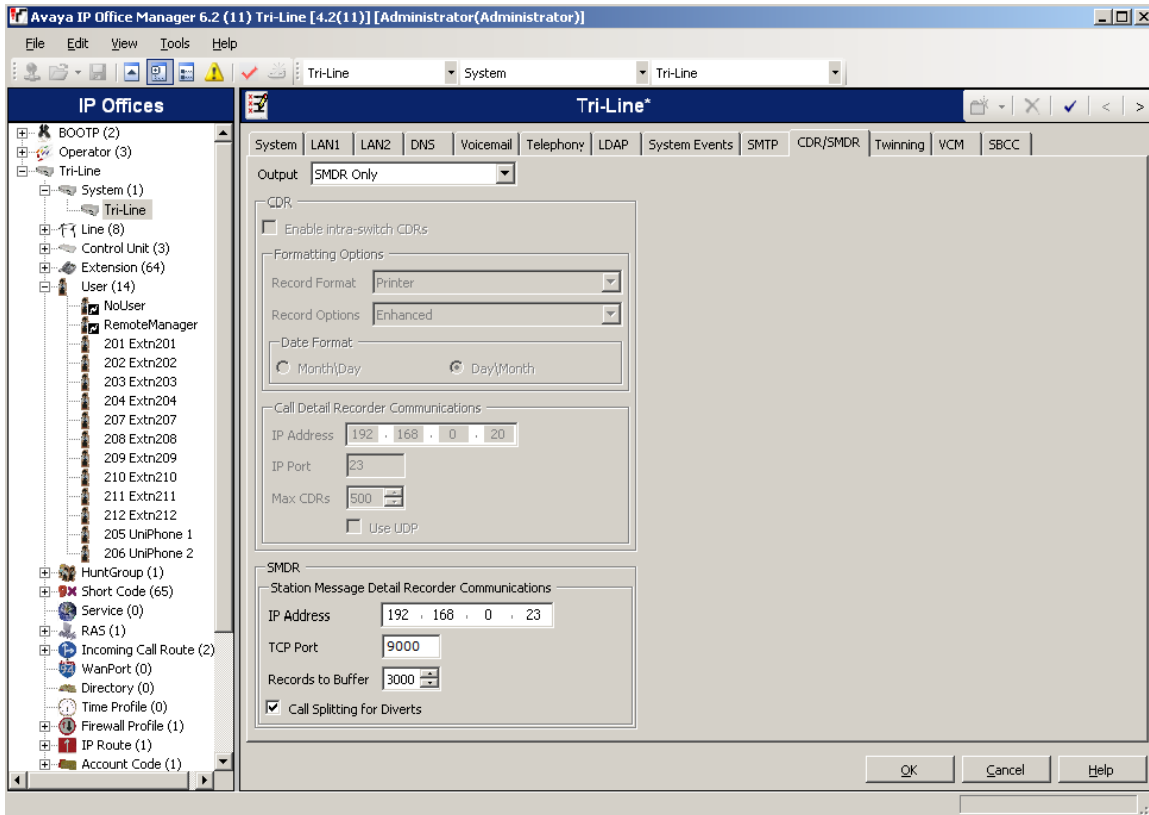 Avaya IP Office Manager 6.2 (11) Tri-Line [4.2(11)] [Administrator(Administrator)]
File Edit View Tools Help
Tri-Line System Tri-Line
IP Offices
BOOTP (2)
Operator (3)
Tri-Line
System (1)
Tri-Line
Line (8)
Control Unit (3)
Extension (64)
User (14)
NoUser
RemoteManager
201 Extn201
202 Extn202
203 Extn203
204 Extn204
207 Extn207
208 Extn208
209 Extn209
210 Extn210
211 Extn211
212 Extn212
205 UniPhone 1
206 UniPhone 2
HuntGroup (1)
Short Code (65)
Service (0)
RAS (1)
Incoming Call Route (2)
WanPort (0)
Directory (0)
Time Profile (0)
Firewall Profile (1)
IP Route (1)
Account Code (1)
Tri-Line*
System LAN1 LAN2 DNS Voicemail Telephony LDAP System Events SMTP CDR/SMDR Twinning VCM SBCC
Output SMDR Only
CDR
Enable intra-switch CDRs
Formatting Options
Record Format Printer
Record Options Enhanced
Date Format
Month\Day Day\Month
Call Detail Recorder Communications
IP Address 192 . 168 . 0 . 20
IP Port 23
Max CDRs 500
Use UDP
SMDR
Station Message Detail Recorder Communications
IP Address 192 . 168 . 0 . 23
TCP Port 9000
Records to Buffer 3000
Call Splitting for Diverts
OK Cancel Help